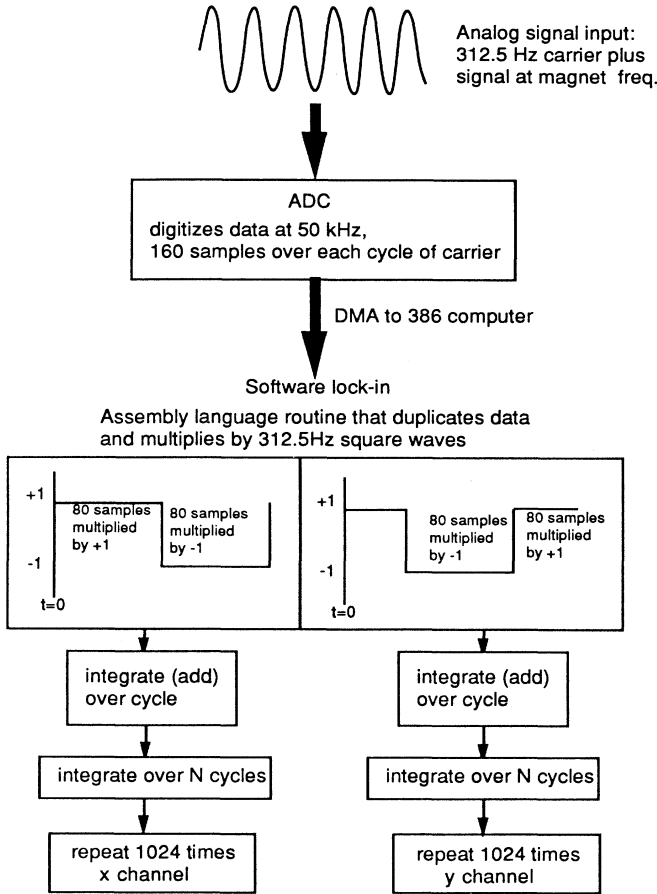 Analog signal input:
312.5 Hz carrier plus
signal at magnet freq.
ADC
digitizes data at 50 kHz,
160 samples over each cycle of carrier
DMA to 386 computer
Software lock-in
Assembly language routine that duplicates data
and multiplies by 312.5Hz square waves
+1
80 samples
multiplied
by +1
80 samples
multiplied
by -1
-1
t=0
+1
80 samples
multiplied
by -1
80 samples
multiplied
by +1
-1
t=0
integrate (add)
over cycle
integrate (add)
over cycle
integrate over N cycles
integrate over N cycles
repeat 1024 times
x channel
repeat 1024 times
y channel